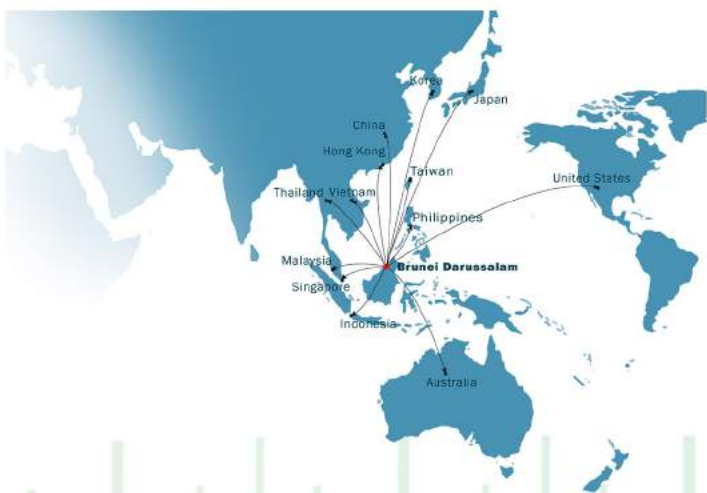 Korea
Japan
China
Hong Kong
Taiwan
United States
Thailand Vietnam
Philippines
Malaysia
Brunei Darussalam
Singapore
Indonesia
Australia